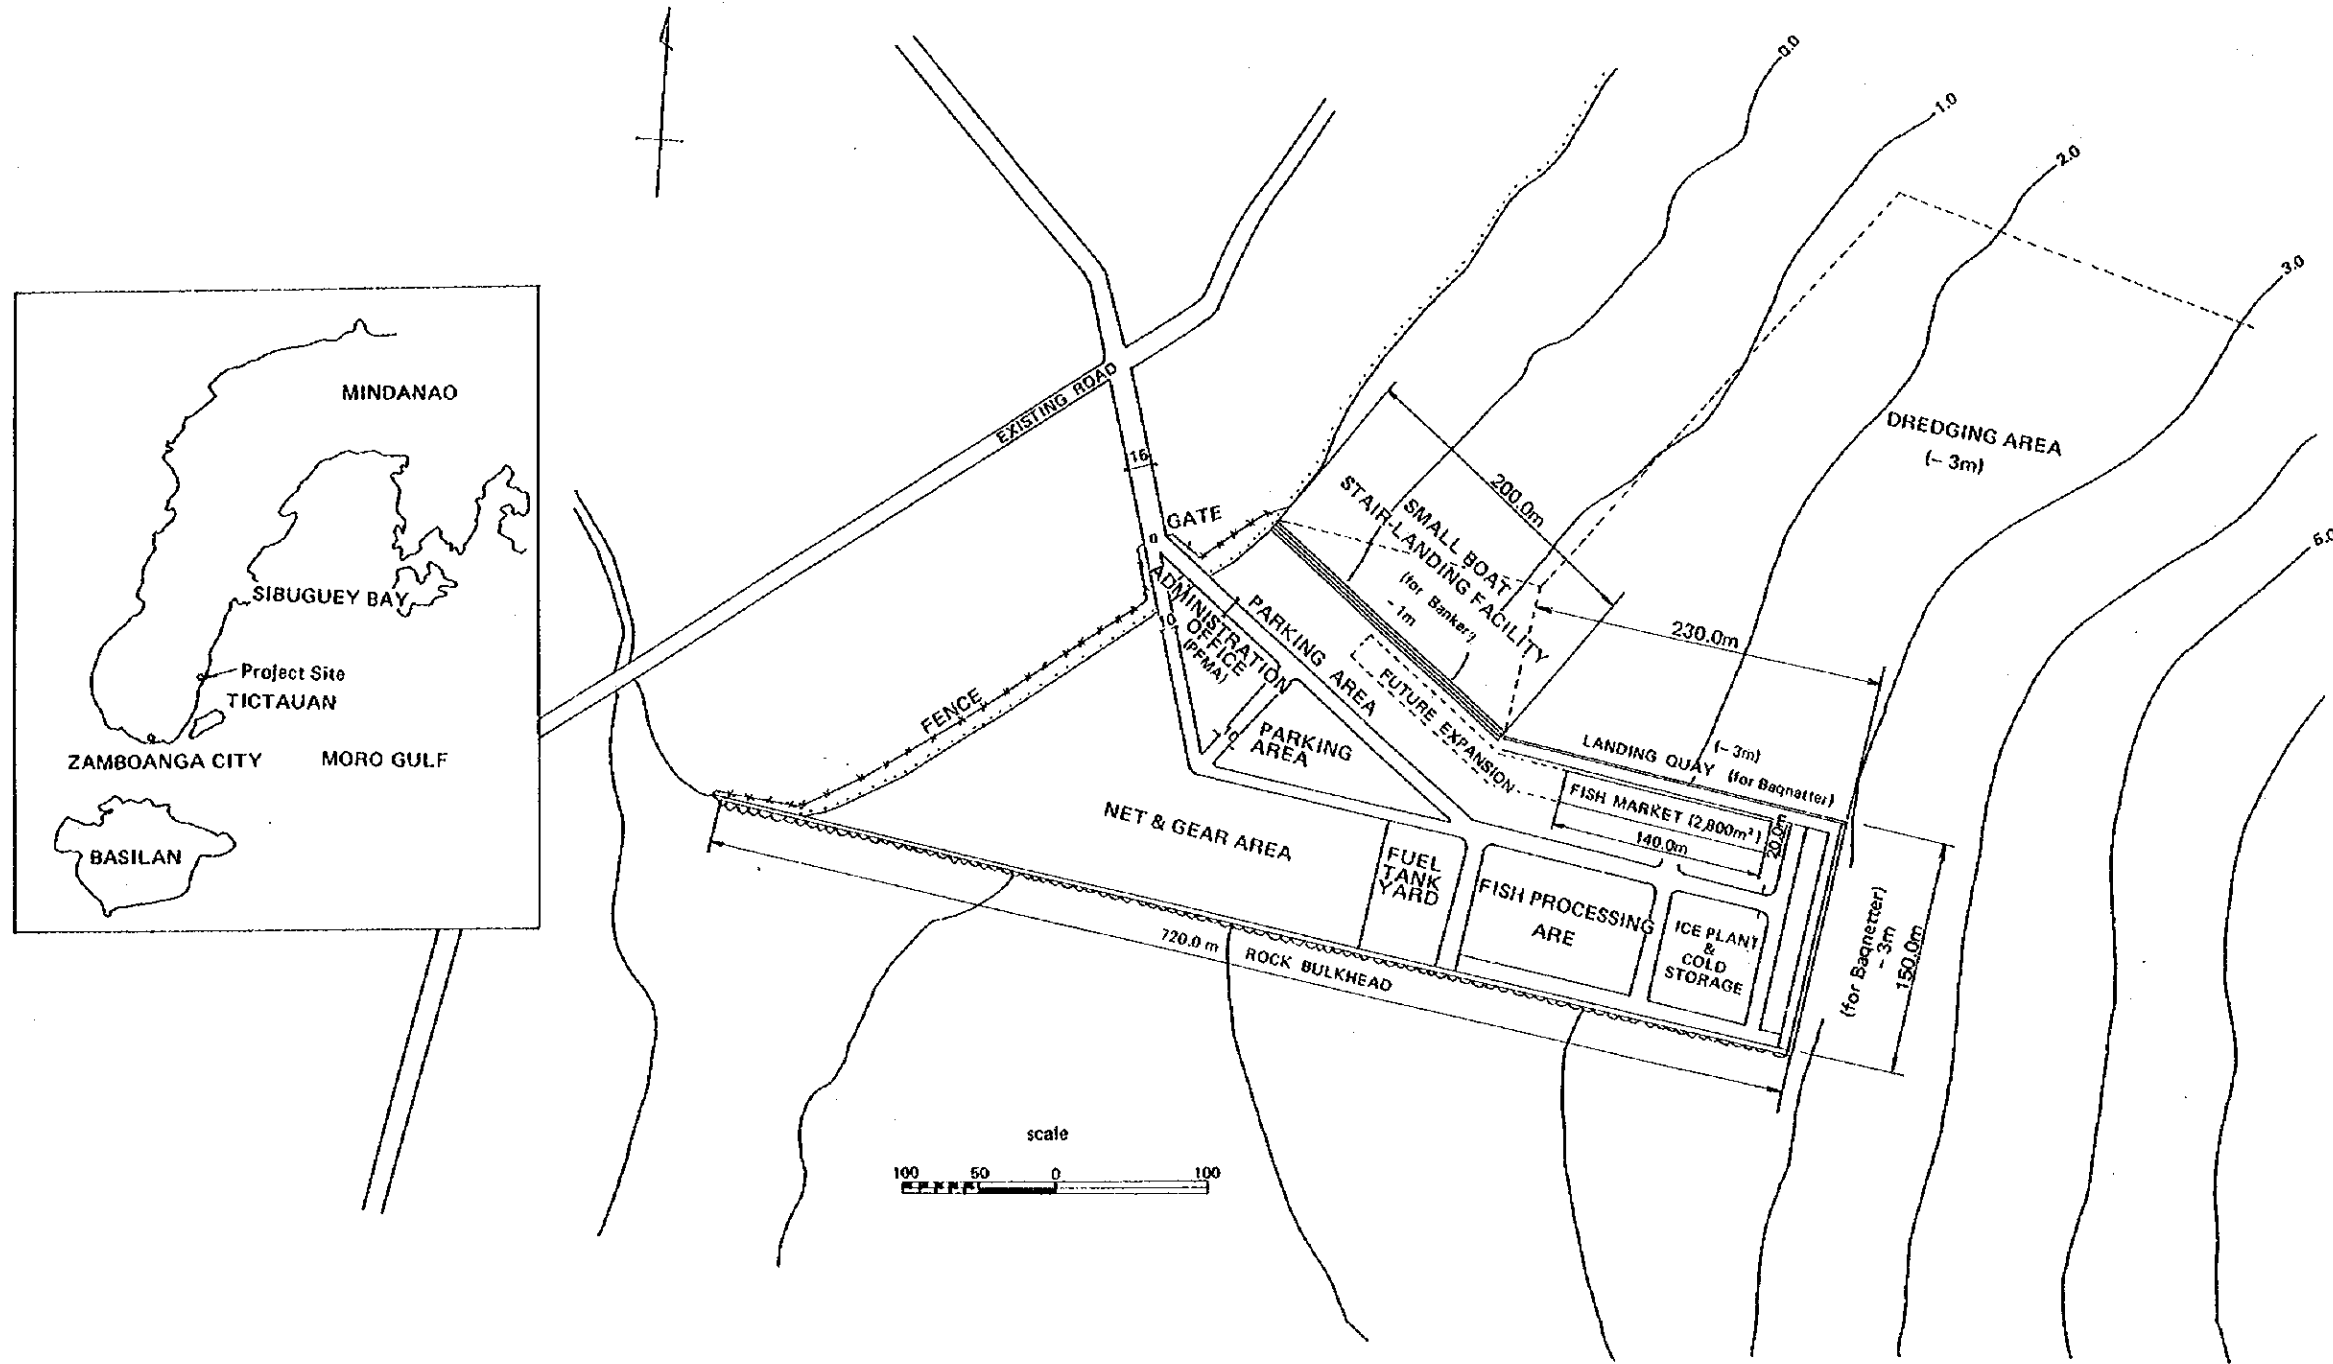 MINDANAO
SIBUGUEY BAY
Project Site
TICTAUAN
ZAMBOANGA CITY
MORO GULF
BASILAN
0.0
1.0
2.0
3.0
EXISTING ROAD
16
GATE
FENCE
ADMINISTRATION
OFFICE
(PFMA)
10
10
PARKING AREA
PARKING
AREA
200.0m
SMALL BOAT
STAIR-LANDING FACILITY
(for Banker)
- 1m
230.0m
DREDGING AREA
(- 3m)
FUTURE EXPANSION
LANDING QUAY
(- 3m)
(for Baqnatter)
FISH MARKET (2,800m²)
140.0m
20.0m
NET & GEAR AREA
FUEL
TANK
YARD
FISH PROCESSING
ARE
ICE PLANT
&
COLD
STORAGE
(for Baqnetter)
- 3m
150.0m
720.0 m
ROCK BULKHEAD
scale
100 50 0 100